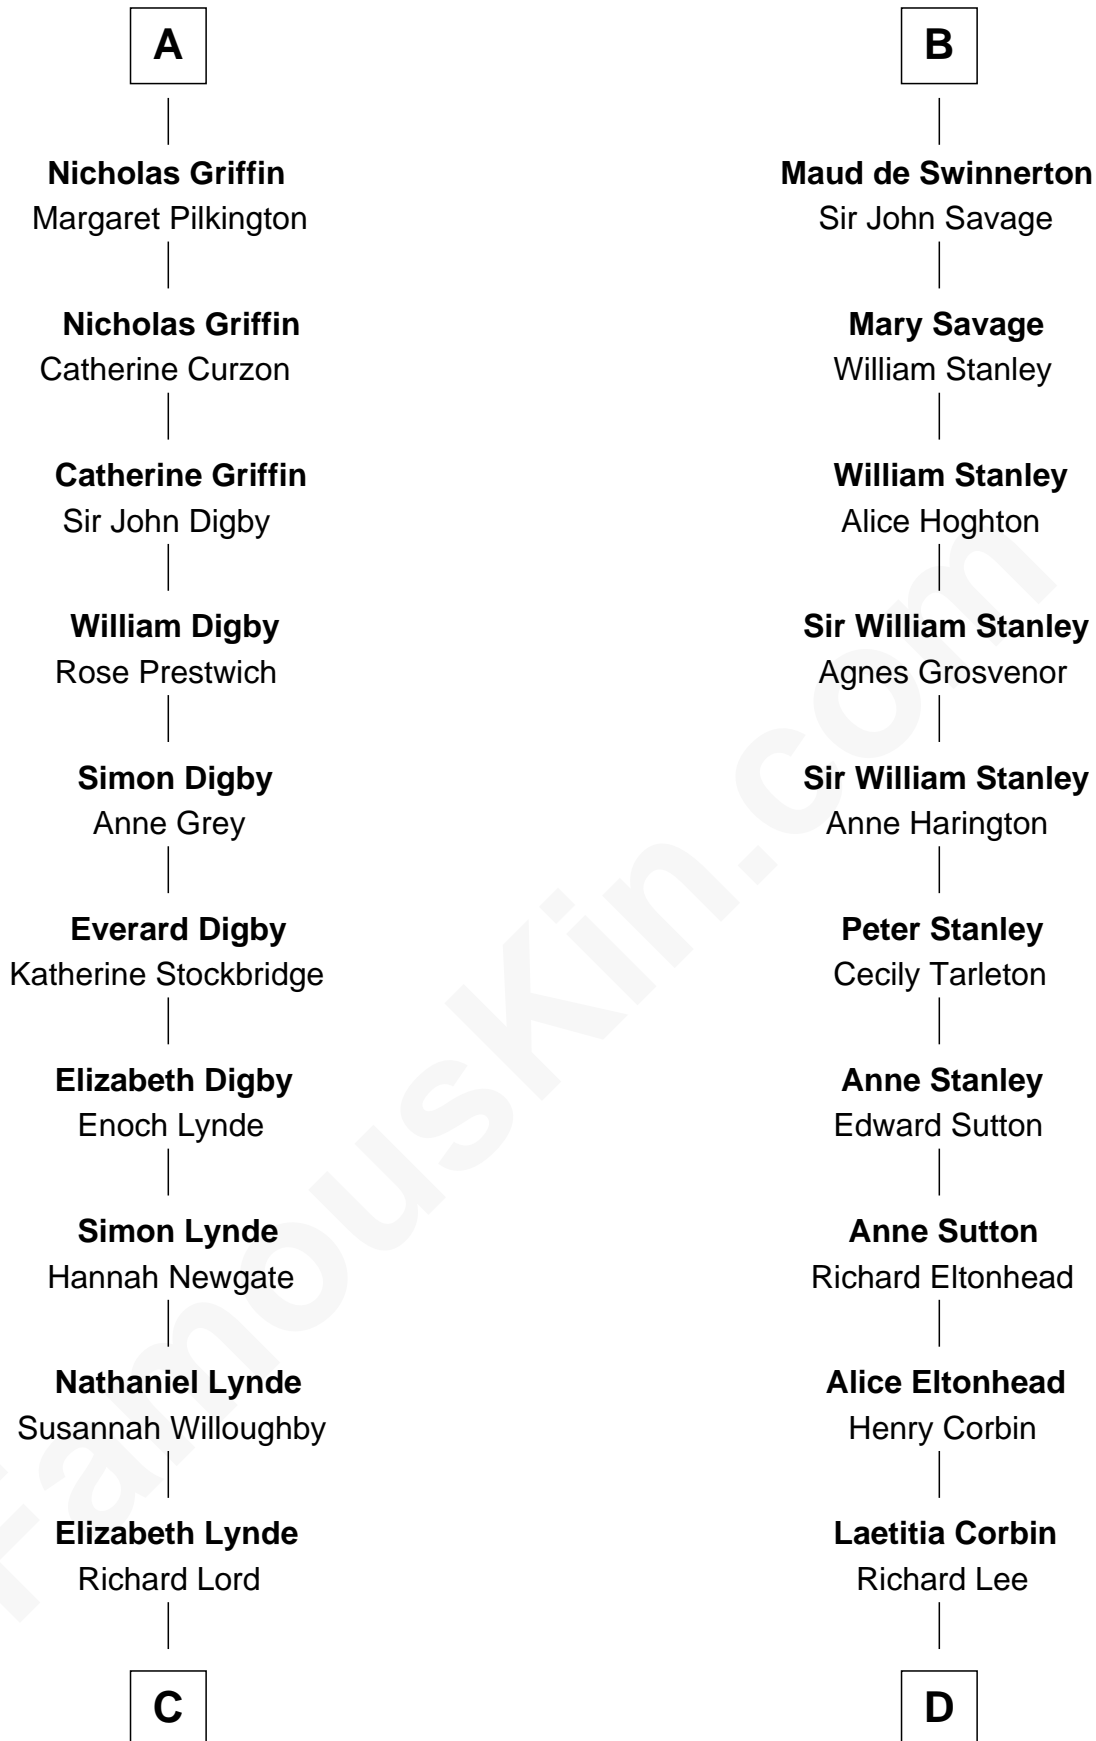 A
Nicholas Griffin
Margaret Pilkington
Nicholas Griffin
Catherine Curzon
Catherine Griffin
Sir John Digby
William Digby
Rose Prestwich
Simon Digby
Anne Grey
Everard Digby
Katherine Stockbridge
Elizabeth Digby
Enoch Lynde
Simon Lynde
Hannah Newgate
Nathaniel Lynde
Susannah Willoughby
Elizabeth Lynde
Richard Lord
C
B
Maud de Swinnerton
Sir John Savage
Mary Savage
William Stanley
William Stanley
Alice Hoghton
Sir William Stanley
Agnes Grosvenor
Sir William Stanley
Anne Harington
Peter Stanley
Cecily Tarleton
Anne Stanley
Edward Sutton
Anne Sutton
Richard Eltonhead
Alice Eltonhead
Henry Corbin
Laetitia Corbin
Richard Lee
D
FamousKin.com